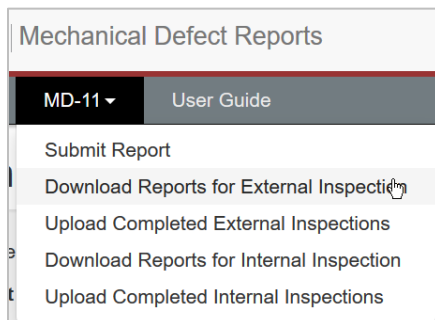 Mechanical Defect Reports
MD-11 User Guide
Submit Report
Download Reports for External Inspection
Upload Completed External Inspections
Download Reports for Internal Inspection
Upload Completed Internal Inspections